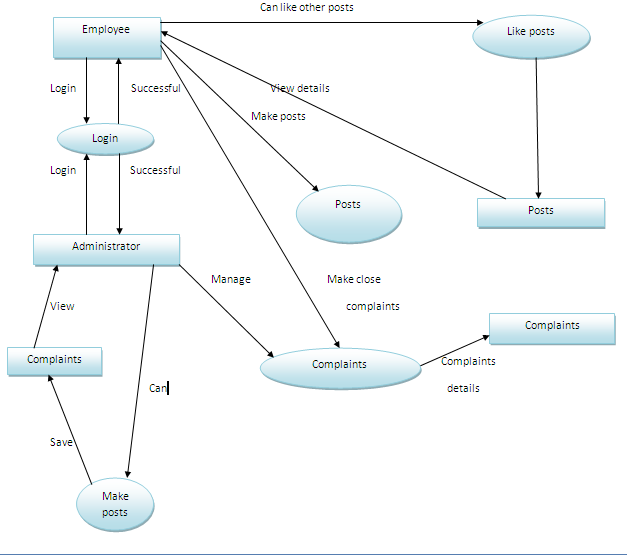 Can like other posts
Employee
Like posts
Login
Successful
View details
Make posts
Login
Login
Successful
Posts
Posts
Administrator
Manage
Make close
complaints
View
Complaints
Complaints
Complaints
Complaints
details
Can
Save
Make
posts